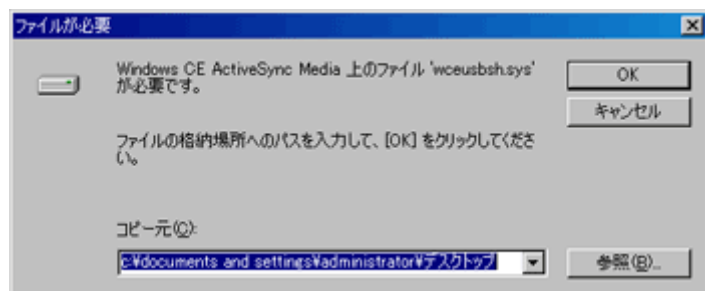 ファイルが必要
Windows CE ActiveSync Media 上のファイル 'wceusbsh.sys'
が必要です。
OK
キャンセル
ファイルの格納場所へのパスを入力して、[OK] をクリックしてくださ
い。
コピー元(C):
c:¥documents and settings¥administrator¥デスクトップ
参照(B)...